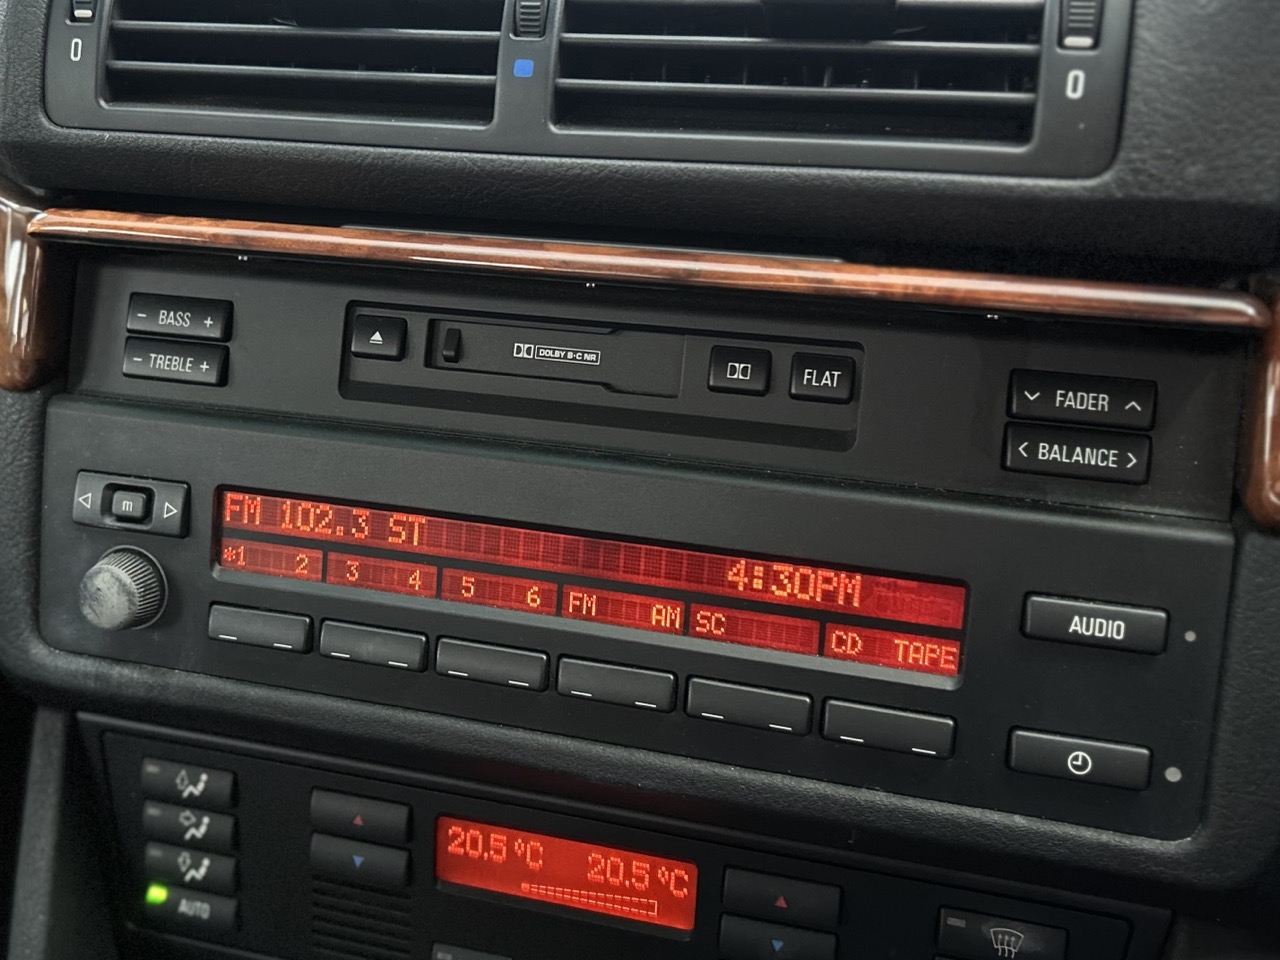 0
0
- BASS +
- TREBLE +
DOLBY B·C NR
FLAT
FADER
< BALANCE >
m
FM 102.3 ST
4:30PM
*1 2 3 4 5 6 FM AM SC CD TAPE
AUDIO
20.5°C 20.5°C
AUTO